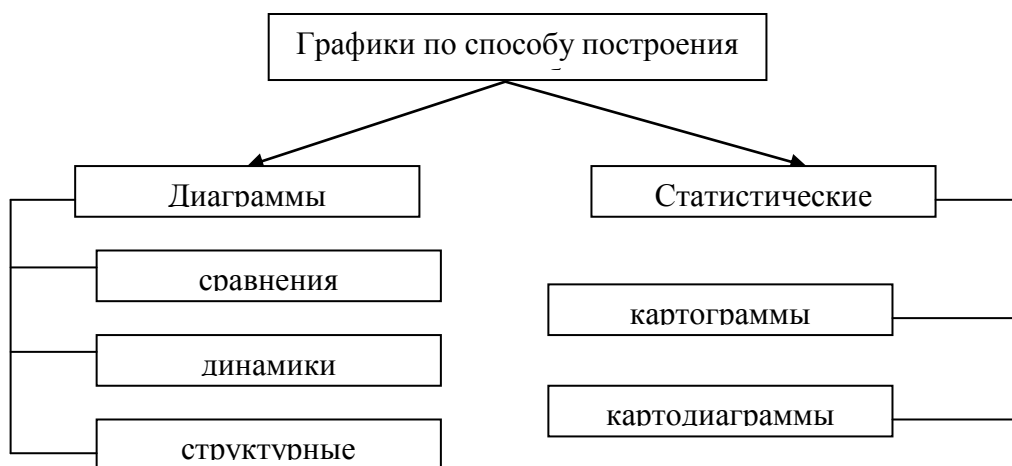 Графики по способу построения
Диаграммы
Статистические
сравнения
картограммы
динамики
картодиаграммы
структурные